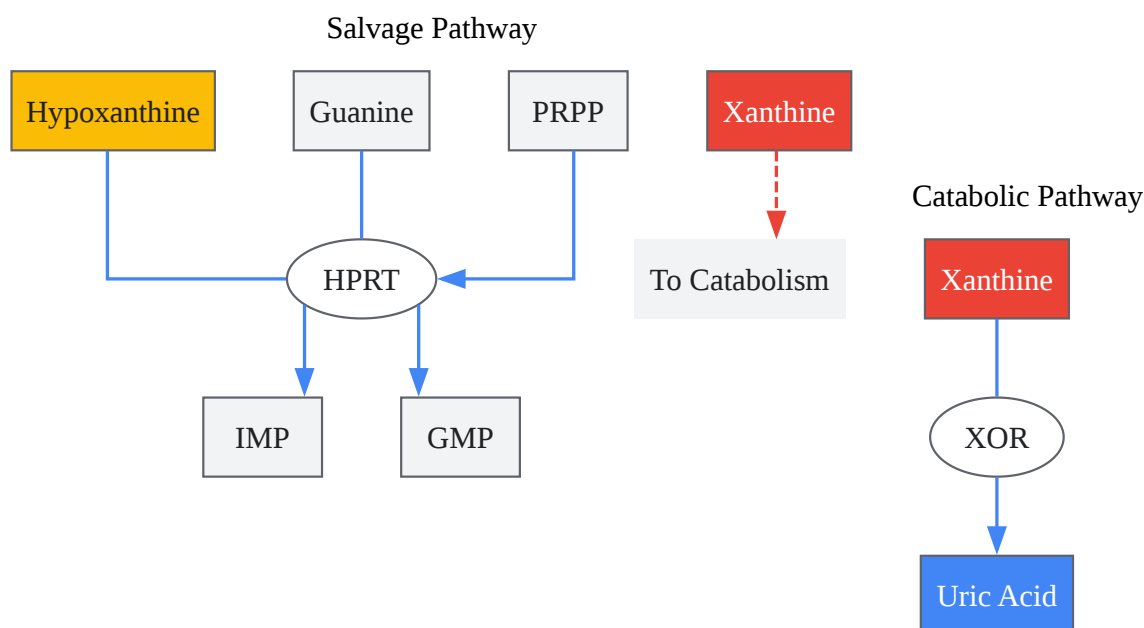 Salvage Pathway
Hypoxanthine
Guanine
PRPP
Xanthine
Catabolic Pathway
HPRT
To Catabolism
Xanthine
IMP
GMP
XOR
Uric Acid